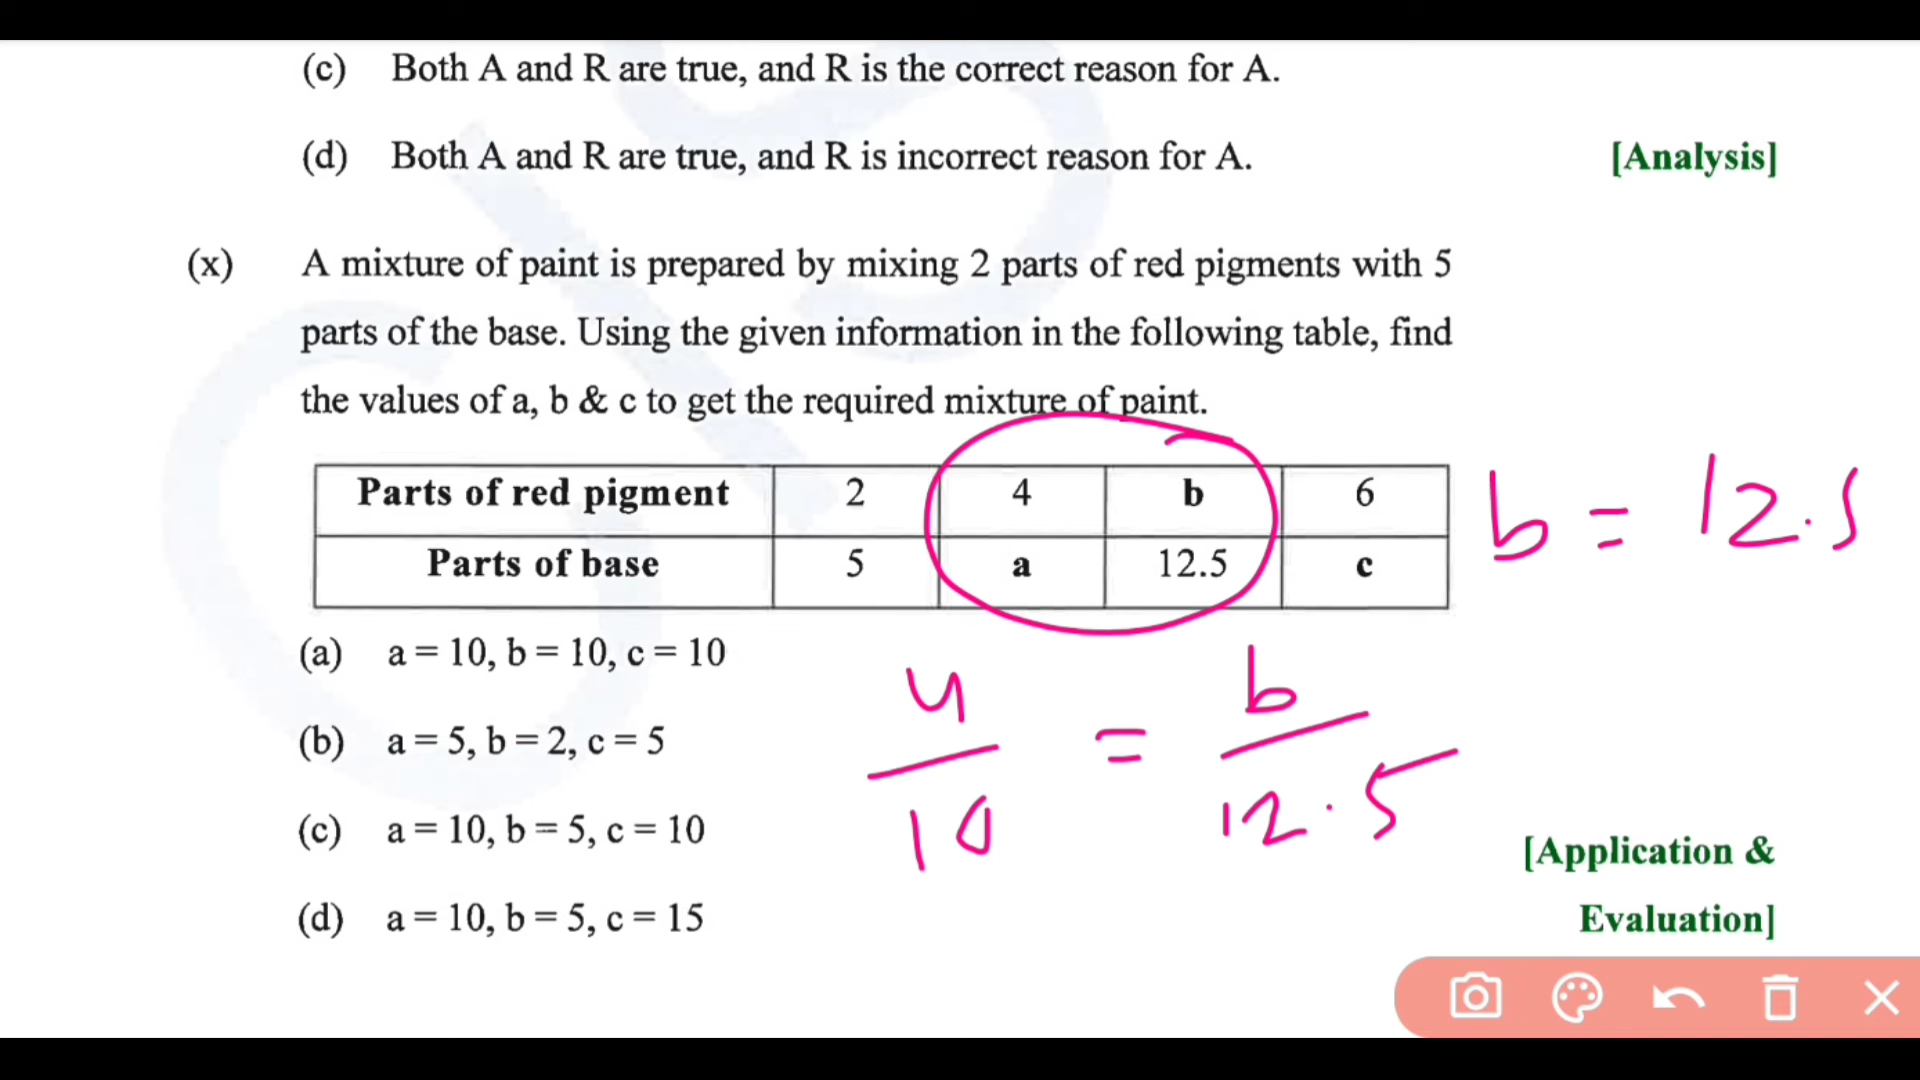 (c) Both A and R are true, and R is the correct reason for A.
(d) Both A and R are true, and R is incorrect reason for A. [Analysis]
(x) A mixture of paint is prepared by mixing 2 parts of red pigments with 5
parts of the base. Using the given information in the following table, find
the values of a, b & c to get the required mixture of paint.
Parts of red pigment 2 4 b 6
b = 12.5
Parts of base 5 a 12.5 c
(a) a = 10, b = 10, c = 10
(b) a = 5, b = 2, c = 5
4/10 = b/12.5
(c) a = 10, b = 5, c = 10
[Application &
(d) a = 10, b = 5, c = 15
Evaluation]